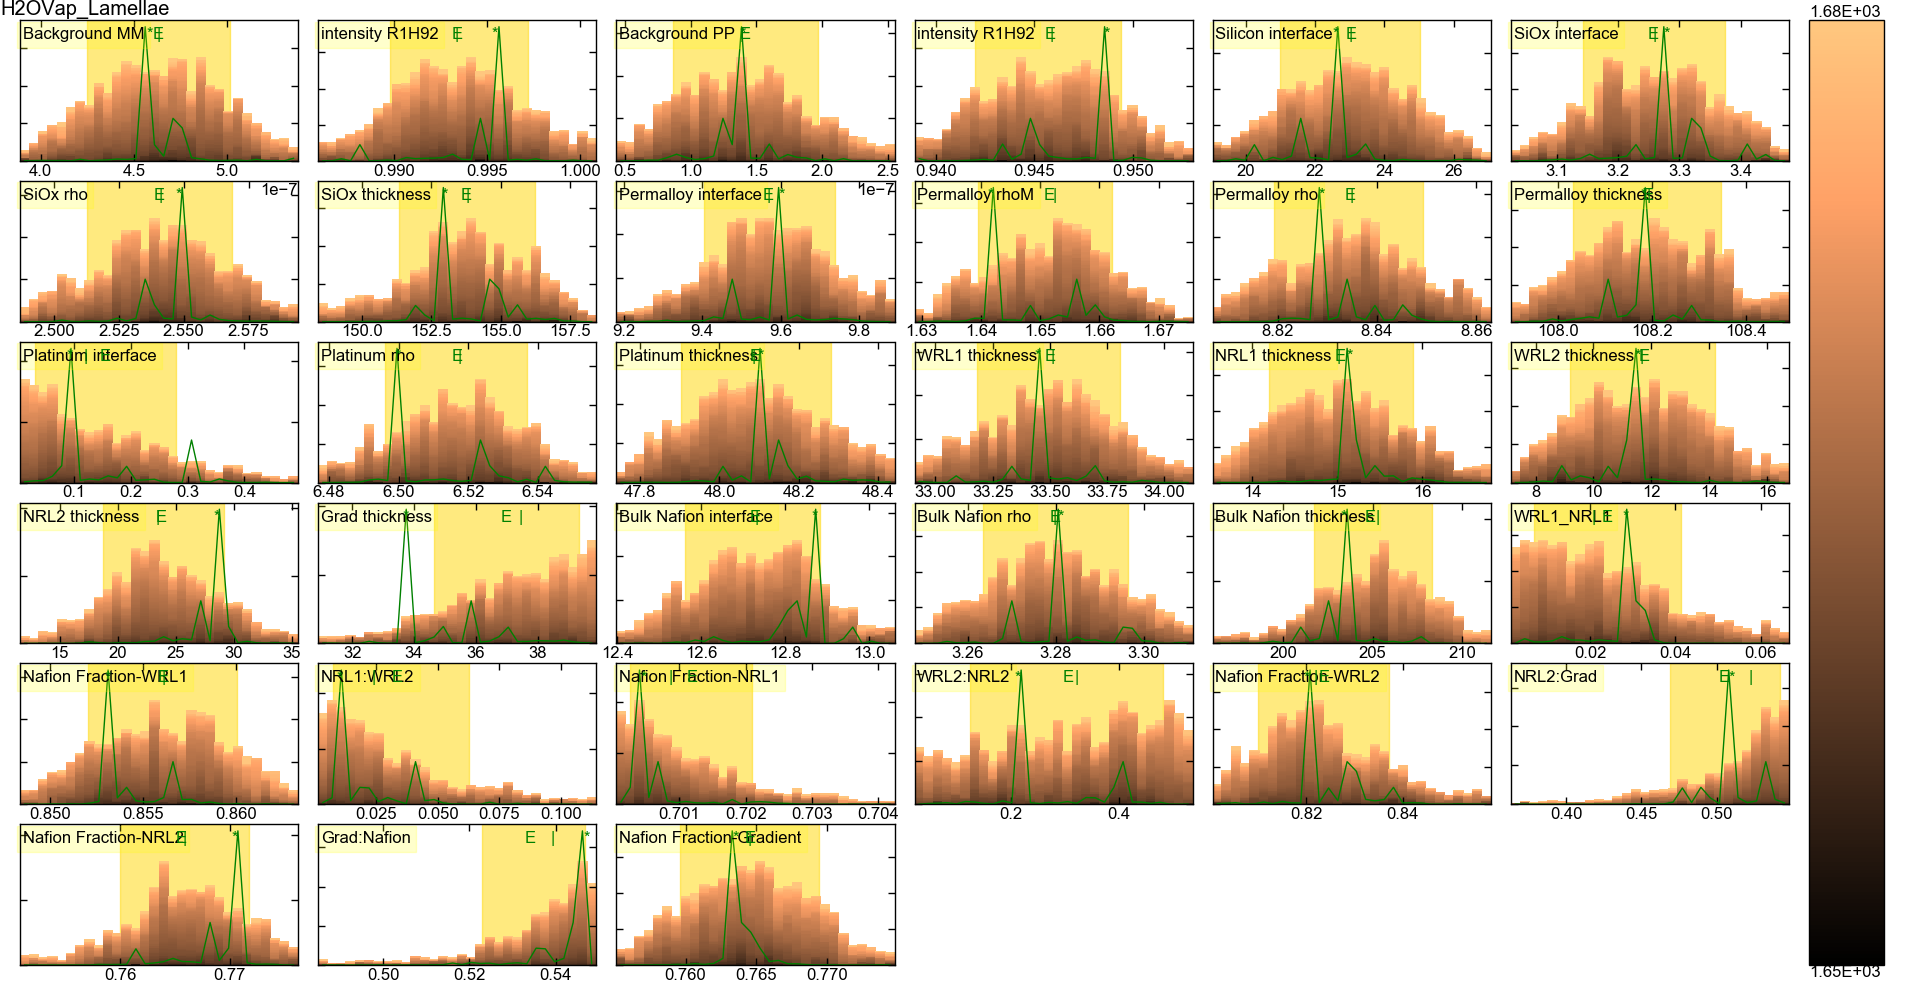 H2OVap_Lamellae
1.68E+03
Background MM * E
intensity R1H92 E *
Background PP E
intensity R1H92 E *
Silicon interface * E
SiOx interface E *
4.0 4.5 5.0
0.990 0.995 1.000
0.5 1.0 1.5 2.0 2.5
0.940 0.945 0.950
20 22 24 26
3.1 3.2 3.3 3.4
SiOx rho E * 1e−7
SiOx thickness * E
Permalloy interface E * 1e−7
Permalloy rhoM * E|
Permalloy rho * E
Permalloy thickness
2.500 2.525 2.550 2.575
150.0 152.5 155.0 157.5
9.2 9.4 9.6 9.8
1.63 1.64 1.65 1.66 1.67
8.82 8.84 8.86
108.0 108.2 108.4
Platinum interface | E
Platinum rho * E
Platinum thickness E *
WRL1 thickness * E
NRL1 thickness E *
WRL2 thickness * E
0.1 0.2 0.3 0.4
6.48 6.50 6.52 6.54
47.8 48.0 48.2 48.4
33.00 33.25 33.50 33.75 34.00
14 15 16
8 10 12 14 16
NRL2 thickness E *
Grad thickness * E |
Bulk Nafion interface E *
Bulk Nafion rho E *
Bulk Nafion thickness * E|
WRL1_NRL1 E *
15 20 25 30 35
32 34 36 38
12.4 12.6 12.8 13.0
3.26 3.28 3.30
200 205 210
0.02 0.04 0.06
Nafion Fraction-WRL1 * E
NRL1:WRL2 * | E
Nafion Fraction-NRL1 * | E
WRL2:NRL2 * E|
Nafion Fraction-WRL2 * |E
NRL2:Grad E * |
0.850 0.855 0.860
0.025 0.050 0.075 0.100
0.701 0.702 0.703 0.704
0.2 0.4
0.82 0.84
0.40 0.45 0.50
Nafion Fraction-NRL2 E| *
Grad:Nafion E | *
Nafion Fraction-Gradient * E
0.76 0.77
0.50 0.52 0.54
0.760 0.765 0.770
1.65E+03